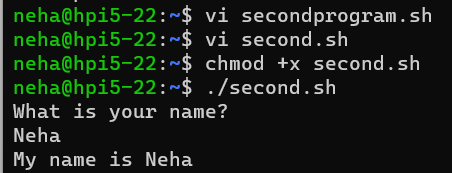 neha@hpi5-22:~$ vi secondprogram.sh
neha@hpi5-22:~$ vi second.sh
neha@hpi5-22:~$ chmod +x second.sh
neha@hpi5-22:~$ ./second.sh
What is your name?
Neha
My name is Neha